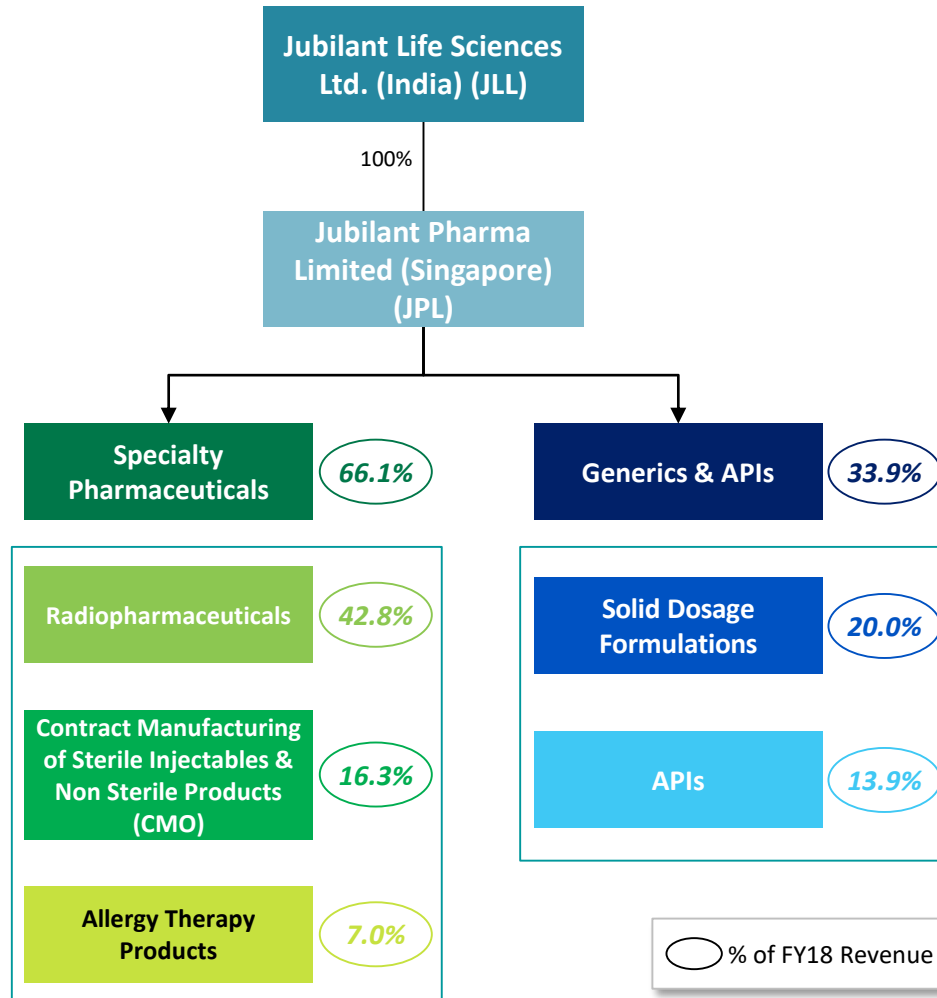 Jubilant Life Sciences
Ltd. (India) (JLL)
100%
Jubilant Pharma
Limited (Singapore)
(JPL)
Specialty
Pharmaceuticals
66.1%
Generics & APIs
33.9%
Radiopharmaceuticals
42.8%
Solid Dosage
Formulations
20.0%
Contract Manufacturing
of Sterile Injectables &
Non Sterile Products
(CMO)
16.3%
APIs
13.9%
Allergy Therapy
Products
7.0%
% of FY18 Revenue